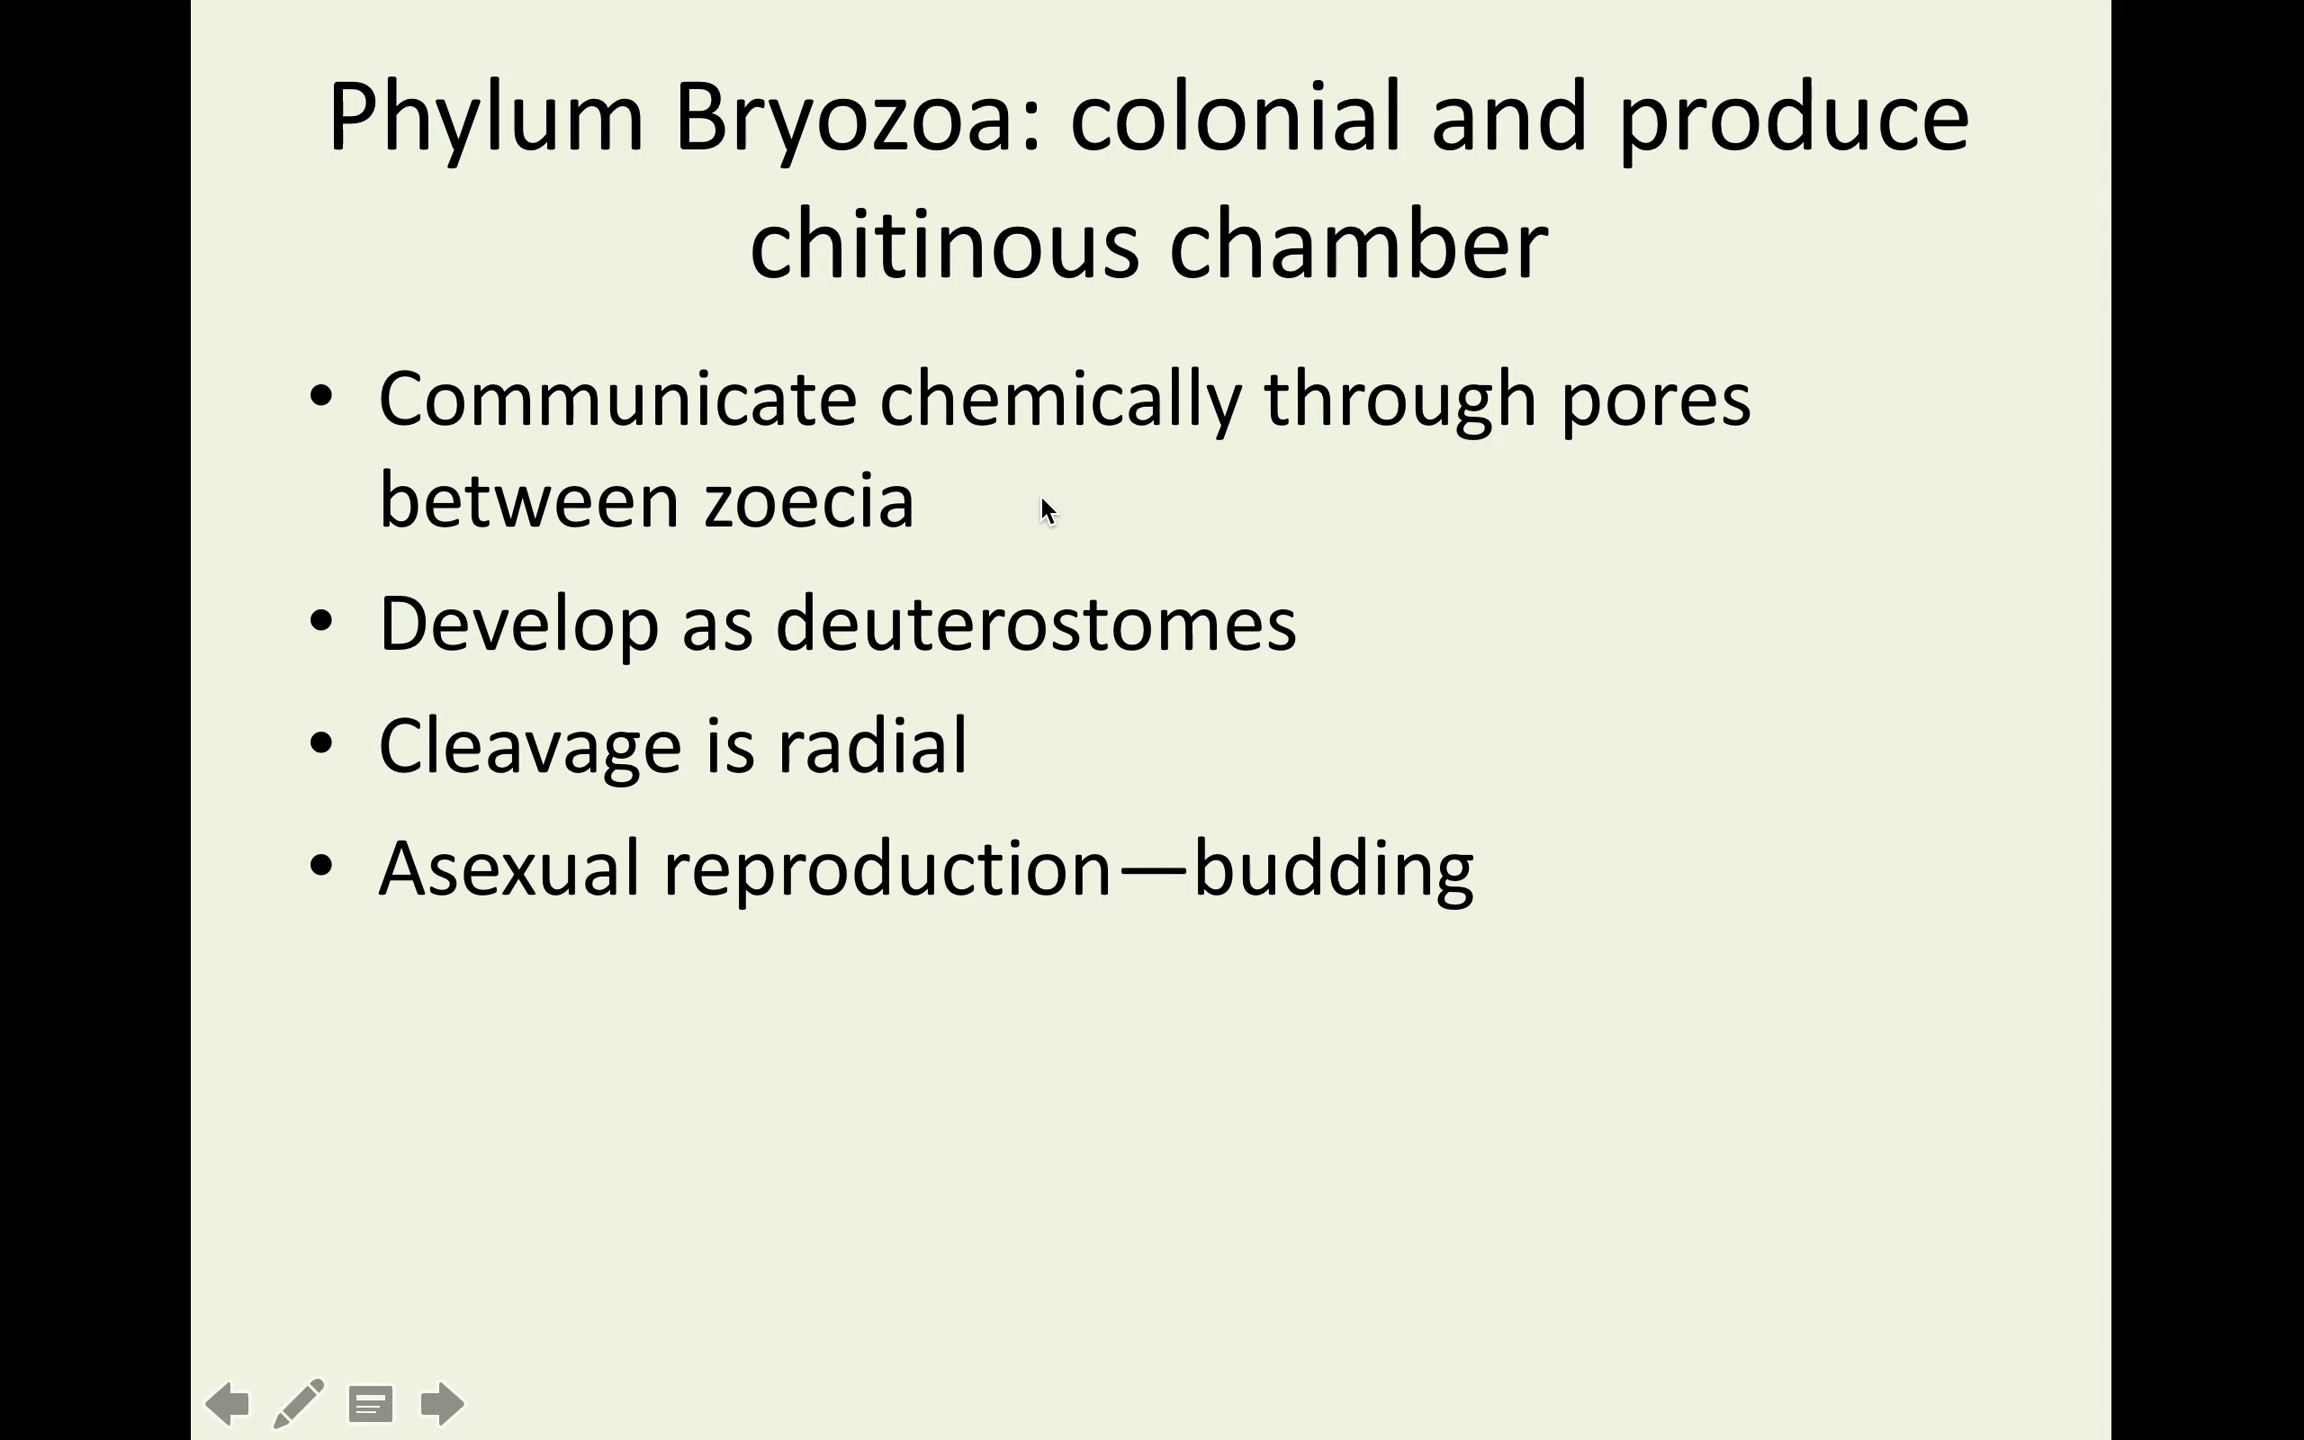 Phylum Bryozoa: colonial and produce
chitinous chamber
• Communicate chemically through pores
between zoecia
• Develop as deuterostomes
• Cleavage is radial
• Asexual reproduction—budding